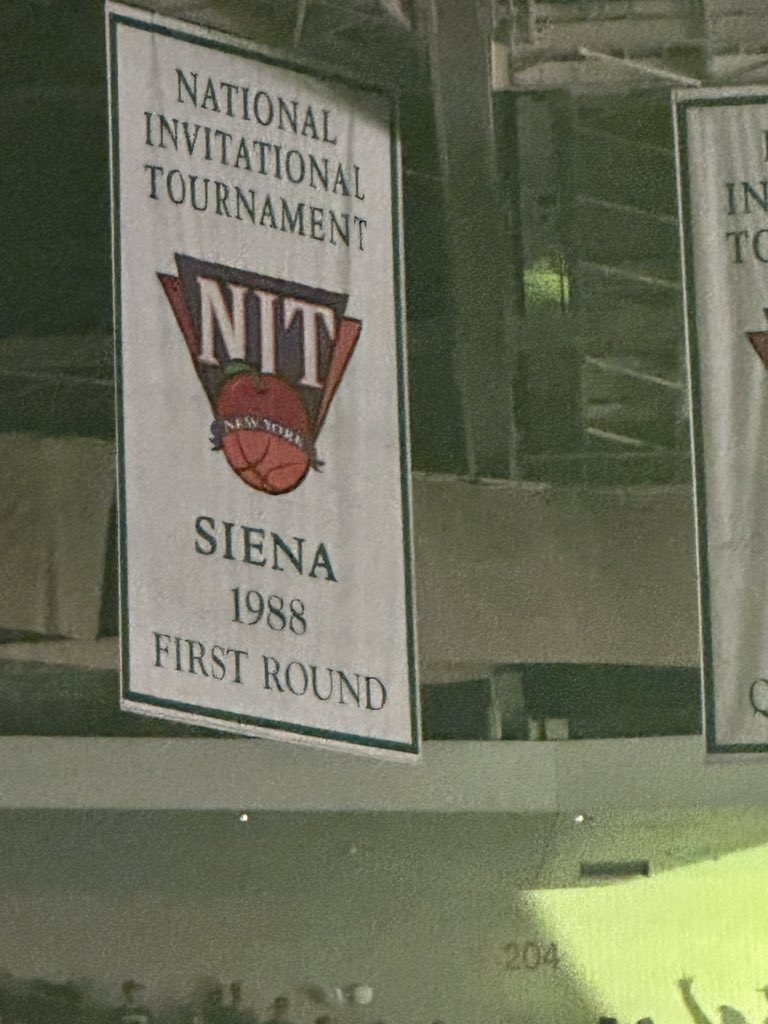 NATIONAL
INVITATIONAL
TOURNAMENT
NIT
NEW YORK
SIENA
1988
FIRST ROUND
IN
TO
Q
204